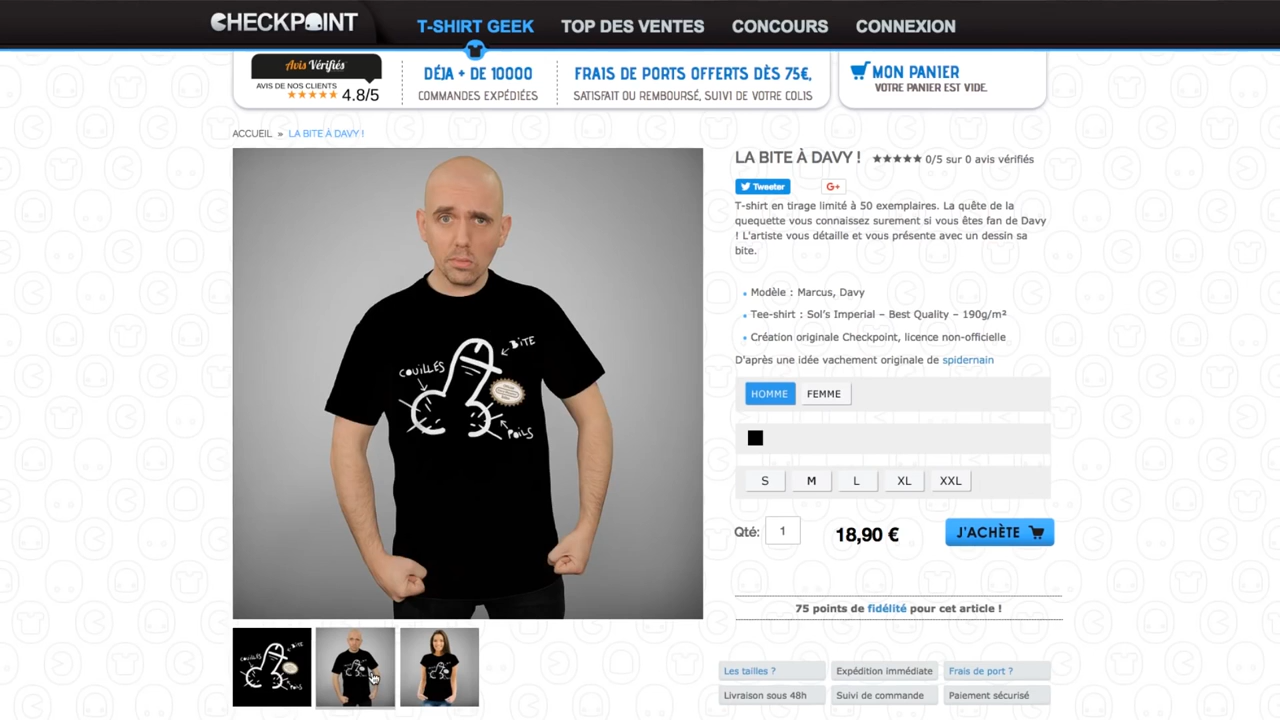 CHECKPOINT
T-SHIRT GEEK
TOP DES VENTES
CONCOURS
CONNEXION
Avis Vérifiés
AVIS DE NOS CLIENTS
4.8/5
DÉJA + DE 10000
COMMANDES EXPÉDIÉES
FRAIS DE PORTS OFFERTS DÈS 75€,
SATISFAIT OU REMBOURSÉ, SUIVI DE VOTRE COLIS
MON PANIER
VOTRE PANIER EST VIDE.
ACCUEIL » LA BITE À DAVY !
COUILLES
BITE
POILS
LA BITE À DAVY !
0/5 sur 0 avis vérifiés
Tweeter
G+
T-shirt en tirage limité à 50 exemplaires. La quête de la
quequette vous connaissez surement si vous êtes fan de Davy
! L'artiste vous détaille et vous présente avec un dessin sa
bite.
Modèle : Marcus, Davy
Tee-shirt : Sol's Imperial – Best Quality – 190g/m²
Création originale Checkpoint, licence non-officielle
D'après une idée vachement originale de spidernain
HOMME
FEMME
S
M
L
XL
XXL
Qté: 1
18,90 €
J'ACHÈTE
75 points de fidélité pour cet article !
COUILLES
BITE
POILS
Les tailles ?
Expédition immédiate
Frais de port ?
Livraison sous 48h
Suivi de commande
Paiement sécurisé